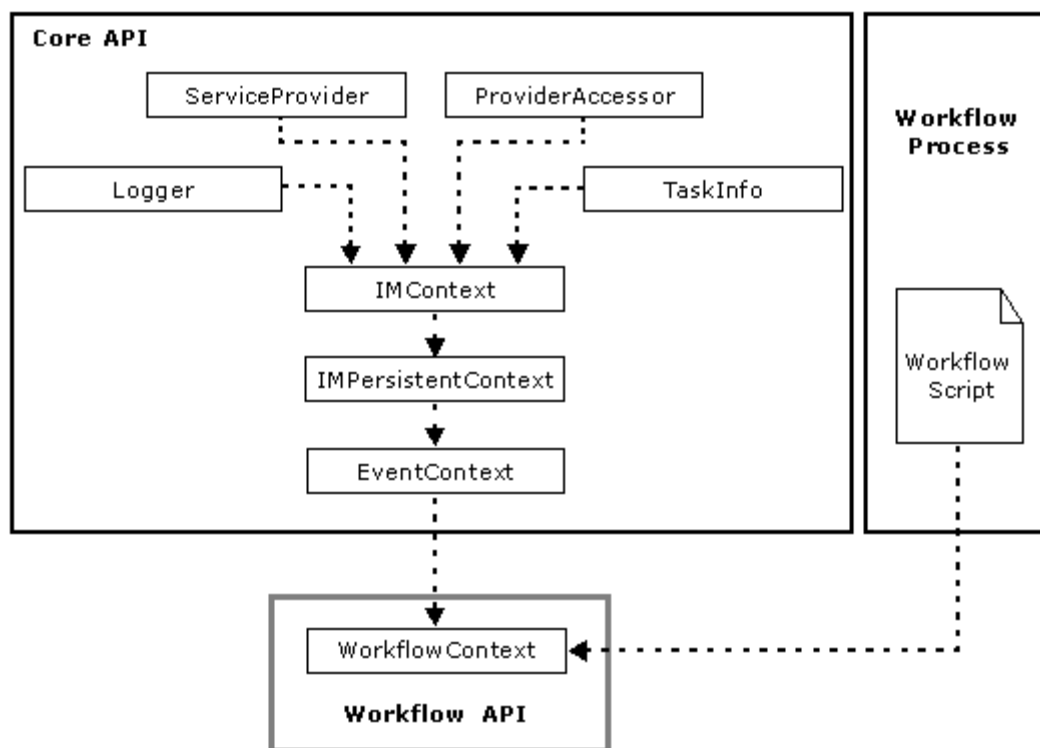 Core API
ServiceProvider
ProviderAccessor
Workflow
Process
Logger
TaskInfo
IMContext
Workflow
Script
IMPersistentContext
EventContext
WorkflowContext
Workflow API